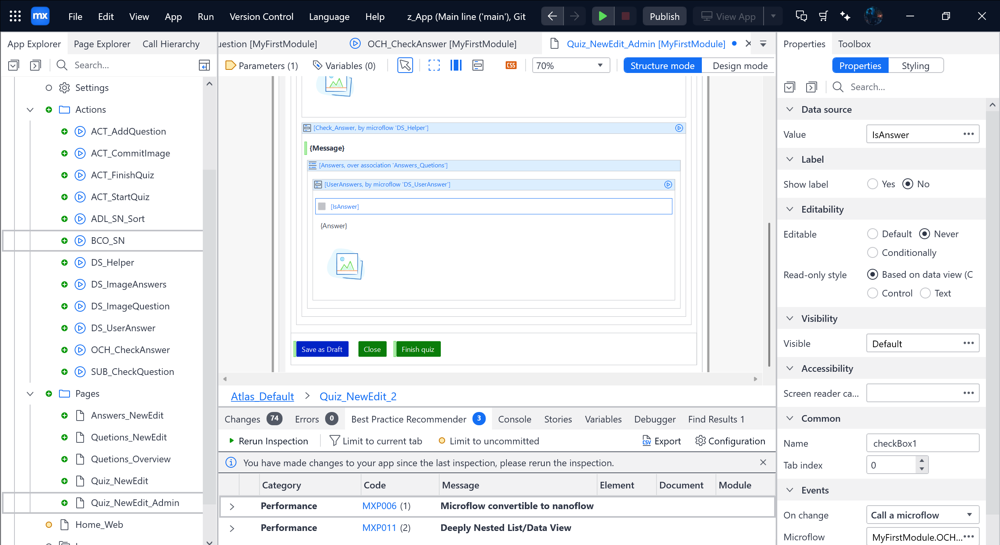 mx File Edit View App Run Version Control Language Help z_App (Main line ('main'), Git Publish View App
App Explorer Page Explorer Call Hierarchy
uestion [MyFirstModule] OCH_CheckAnswer [MyFirstModule] Quiz_NewEdit_Admin [MyFirstModule]
Properties Toolbox
Search...
Parameters (1) Variables (0) CSS 70% Structure mode Design mode
Properties Styling
Search...
Settings
Actions
ACT_AddQuestion
ACT_CommitImage
ACT_FinishQuiz
ACT_StartQuiz
ADL_SN_Sort
BCO_SN
DS_Helper
DS_ImageAnswers
DS_ImageQuestion
DS_UserAnswer
OCH_CheckAnswer
SUB_CheckQuestion
Pages
Answers_NewEdit
Quetions_NewEdit
Quetions_Overview
Quiz_NewEdit
Quiz_NewEdit_Admin
Home_Web
[Check_Answer, by microflow 'DS_Helper']
{Message}
[Answers, over association 'Answers_Quetions']
[UserAnswers, by microflow 'DS_UserAnswer']
[IsAnswer]
{Answer}
Save as Draft Close Finish quiz
Atlas_Default > Quiz_NewEdit_2
Changes 74 Errors 0 Best Practice Recommender 3 Console Stories Variables Debugger Find Results 1
Rerun Inspection Limit to current tab Limit to uncommitted CSV Export Configuration
You have made changes to your app since the last inspection, please rerun the inspection.
Category Code Message Element Document Module
Performance MXP006 (1) Microflow convertible to nanoflow
Performance MXP011 (2) Deeply Nested List/Data View
Data source
Value IsAnswer
Label
Show label Yes No
Editability
Editable Default Never
Conditionally
Read-only style Based on data view (C
Control Text
Visibility
Visible Default
Accessibility
Screen reader ca...
Common
Name checkBox1
Tab index 0
Events
On change Call a microflow
Microflow MyFirstModule.OCH...